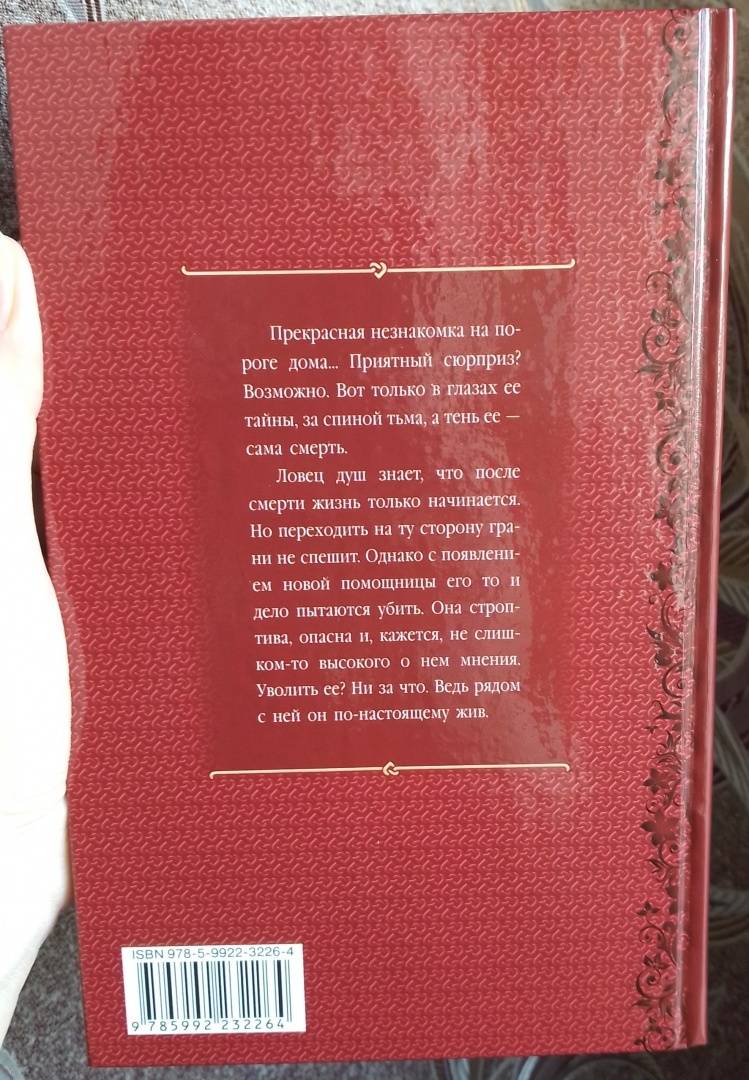 Прекрасная незнакомка на по-
роге дома... Приятный сюрприз?
Возможно. Вот только в глазах ее
тайны, за спиной тьма, а тень ее —
сама смерть.
Ловец душ знает, что после
смерти жизнь только начинается.
Но переходить на ту сторону гра-
ни не спешит. Однако с появлени-
ем новой помощницы его то и
дело пытаются убить. Она строп-
тива, опасна и, кажется, не слиш-
ком-то высокого о нем мнения.
Уволить ее? Ни за что. Ведь рядом
с ней он по-настоящему жив.
ISBN 978-5-9922-3226-4
9 785992 232264